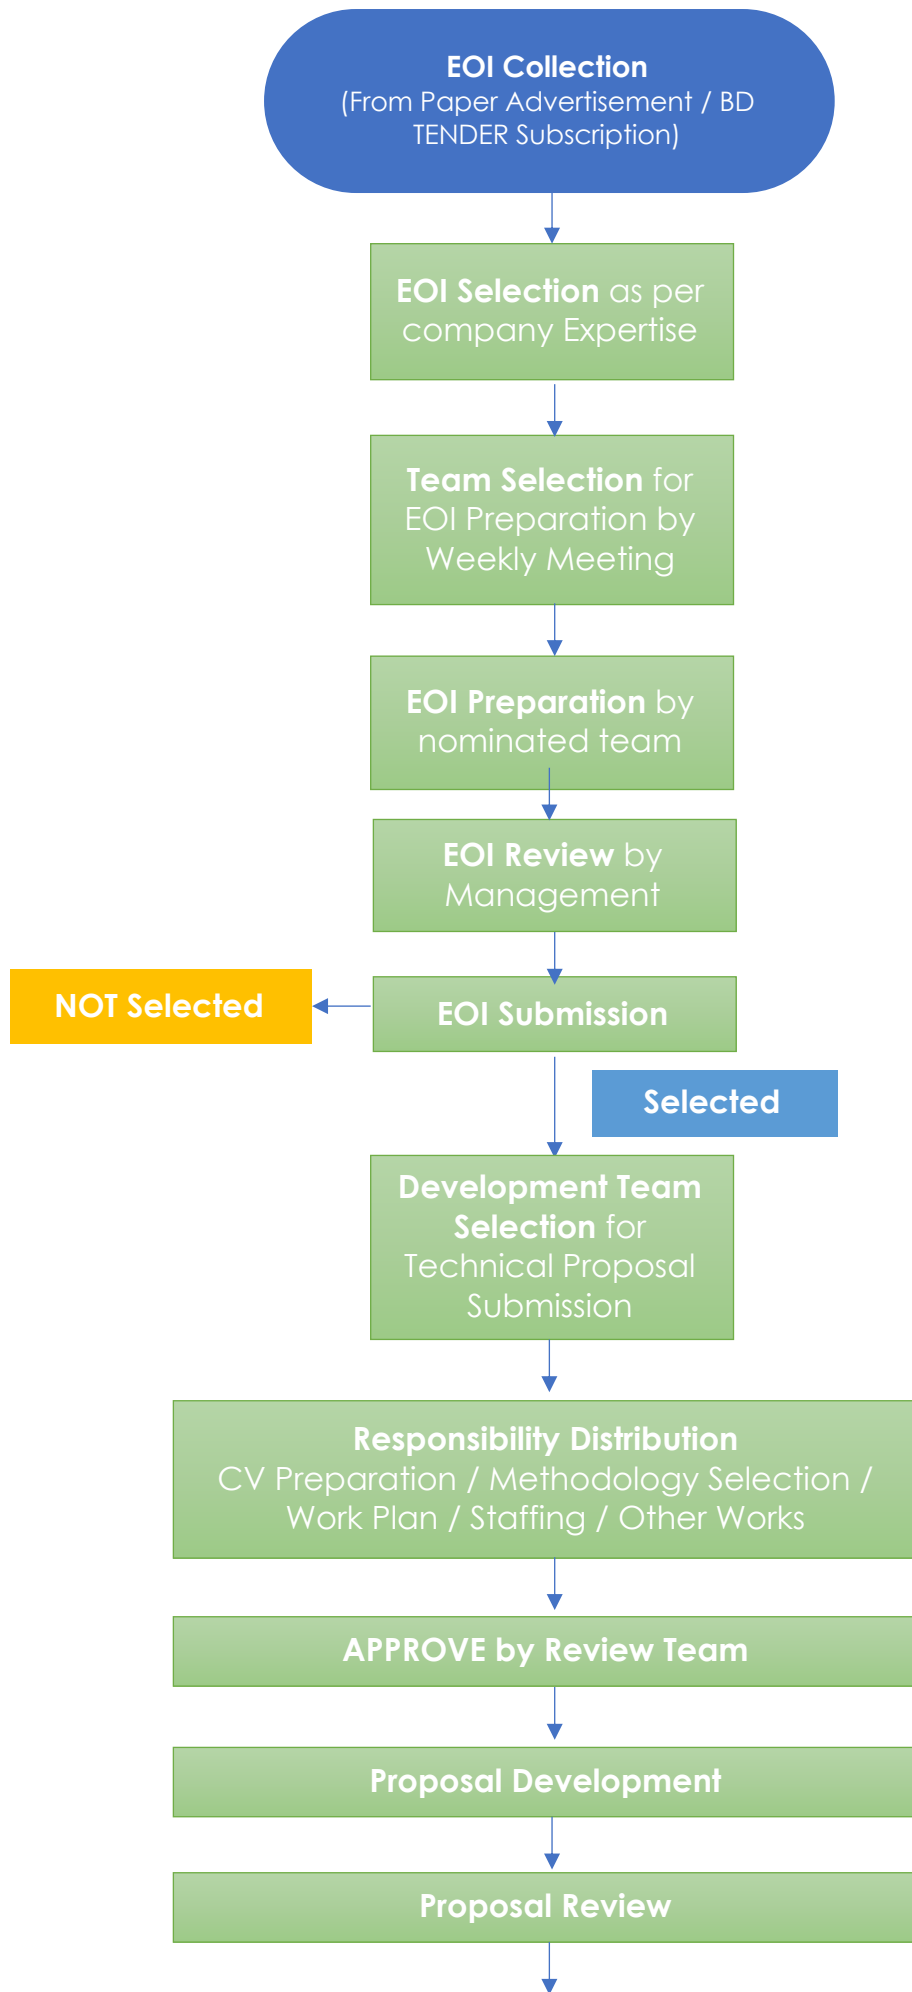 EOI Collection
(From Paper Advertisement / BD
TENDER Subscription)
EOI Selection as per
company Expertise
Team Selection for
EOI Preparation by
Weekly Meeting
EOI Preparation by
nominated team
EOI Review by
Management
NOT Selected
EOI Submission
Selected
Development Team
Selection for
Technical Proposal
Submission
Responsibility Distribution
CV Preparation / Methodology Selection /
Work Plan / Staffing / Other Works
APPROVE by Review Team
Proposal Development
Proposal Review